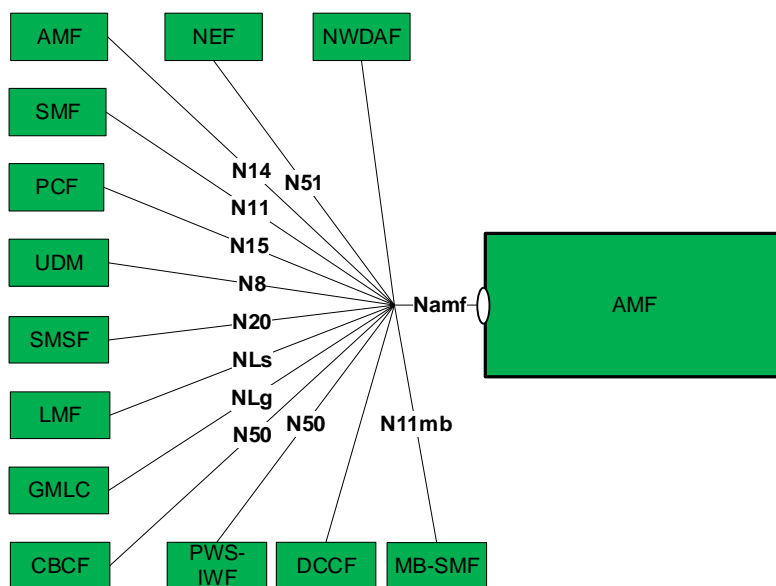 AMF
NEF
NWDAF
SMF
PCF
UDM
SMSF
LMF
GMLC
CBCF
PWS-
IWF
DCCF
MB-SMF
N14
N51
N11
N15
N8
N20
NLs
NLg
N50
N50
N11mb
Namf
AMF